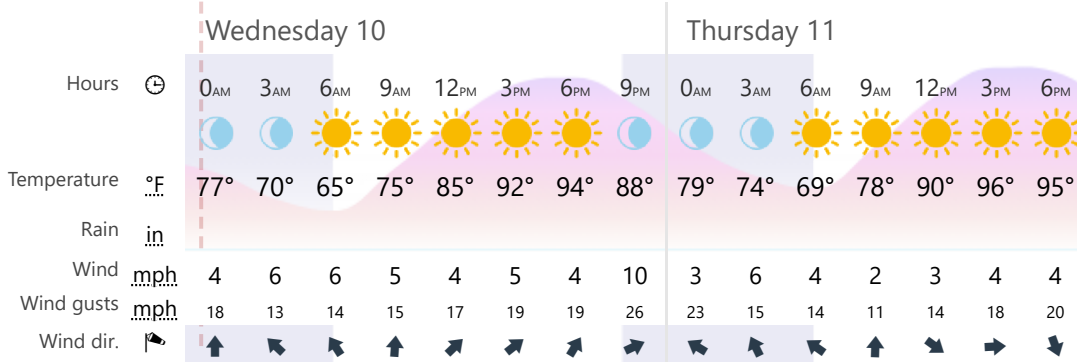 Wednesday 10 Thursday 11
Hours 0AM 3AM 6AM 9AM 12PM 3PM 6PM 9PM 0AM 3AM 6AM 9AM 12PM 3PM 6PM
Temperature °F 77° 70° 65° 75° 85° 92° 94° 88° 79° 74° 69° 78° 90° 96° 95°
Rain in
Wind mph 4 6 6 5 4 5 4 10 3 6 4 2 3 4 4
Wind gusts mph 18 13 14 15 17 19 19 26 23 15 14 11 14 18 20
Wind dir.